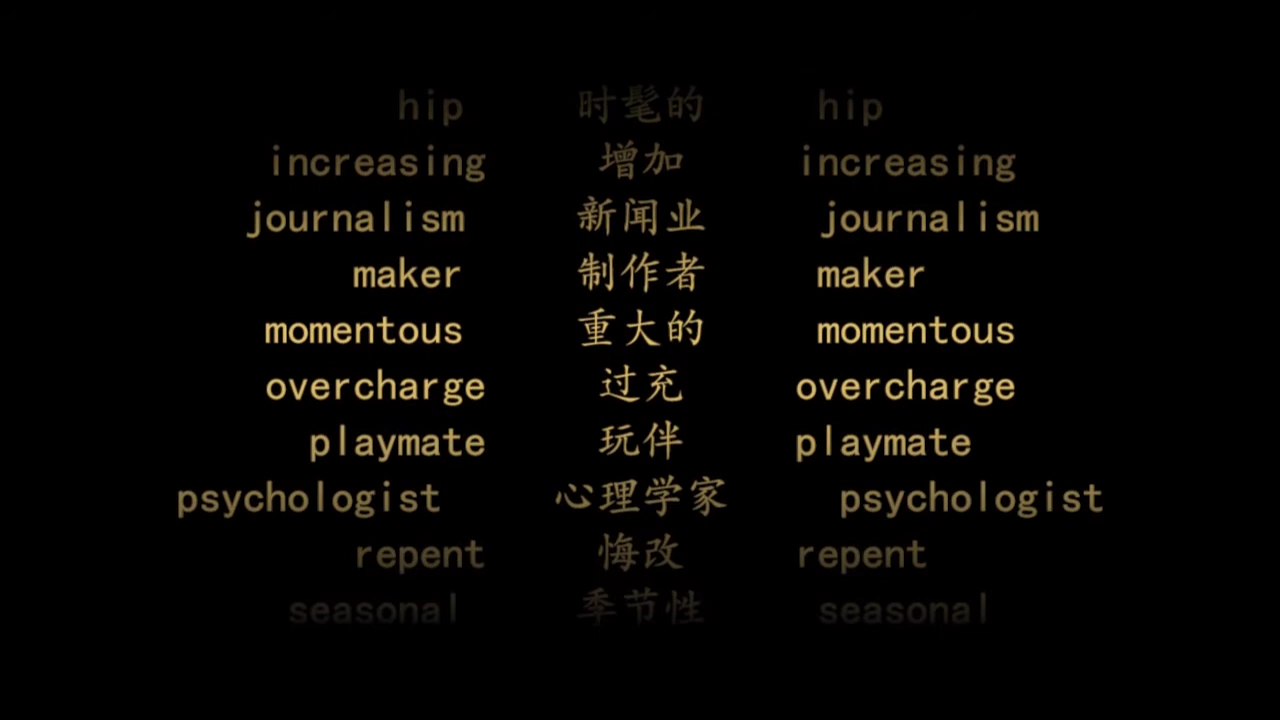 hip 时髦的 hip
increasing 增加 increasing
journalism 新闻业 journalism
maker 制作者 maker
momentous 重大的 momentous
overcharge 过充 overcharge
playmate 玩伴 playmate
psychologist 心理学家 psychologist
repent 悔改 repent
seasonal 季节性 seasonal